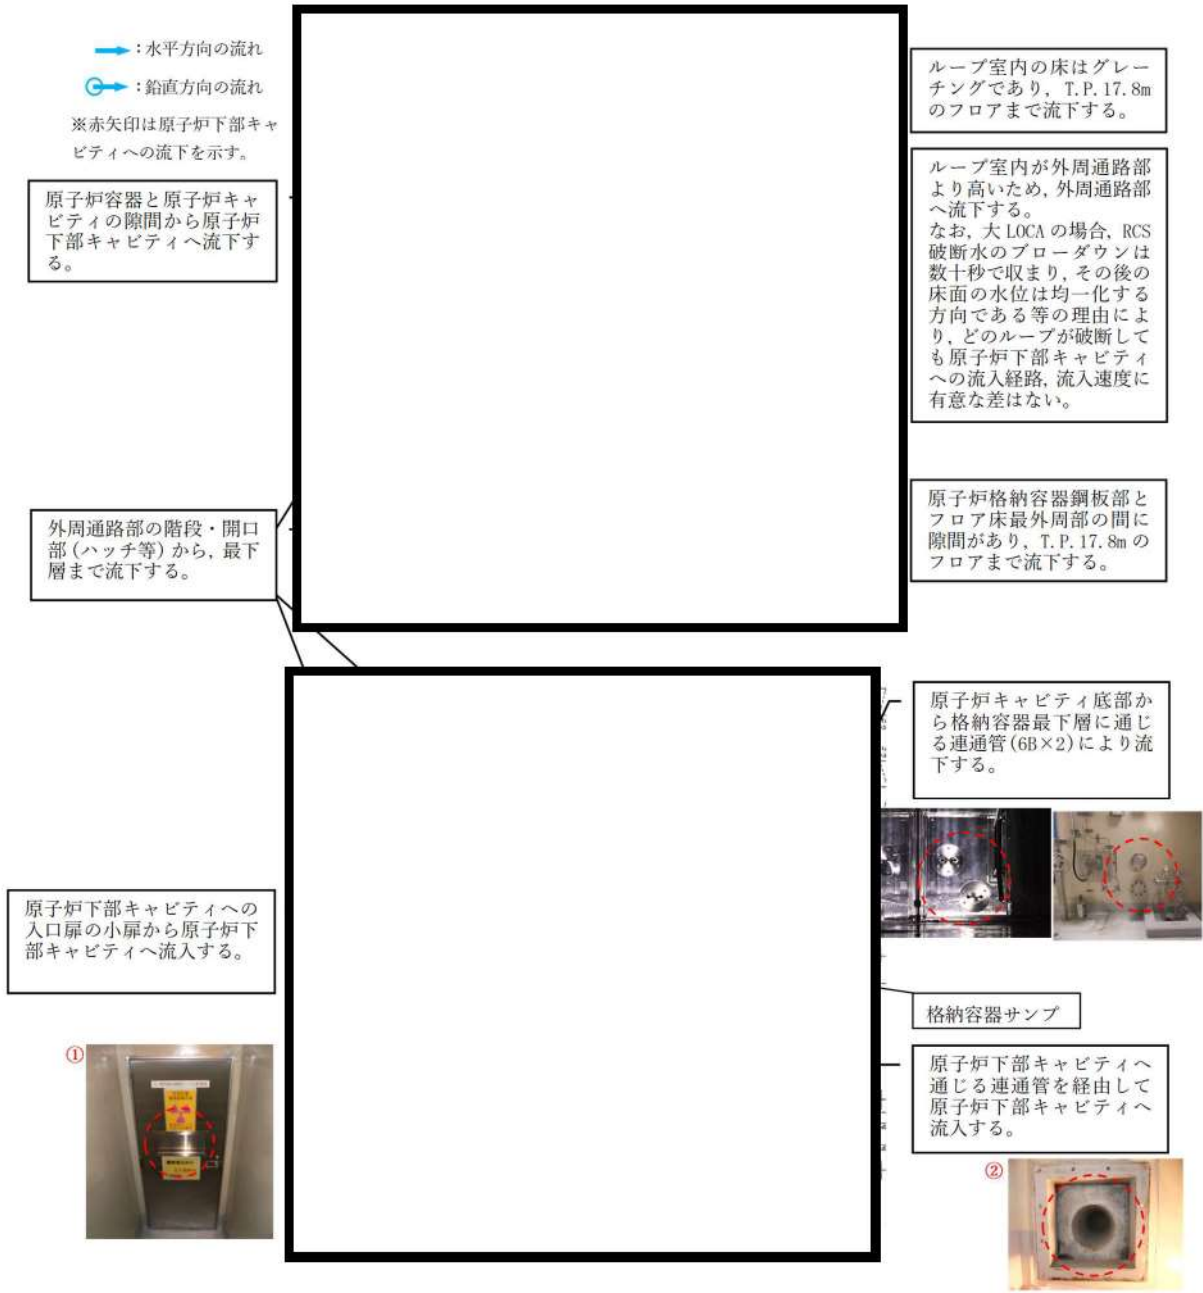 ：水平方向の流れ
：鉛直方向の流れ
※赤矢印は原子炉下部キャ
ビティへの流下を示す。
原子炉容器と原子炉キャ
ビティの隙間から原子炉
下部キャビティへ流下す
る。
外周通路部の階段・開口
部(ハッチ等)から，最下
層まで流下する。
原子炉下部キャビティへの
入口扉の小扉から原子炉下
部キャビティへ流入する。
①
ループ室内の床はグレー
チングであり，T.P.17.8m
のフロアまで流下する。
ループ室内が外周通路部
より高いため，外周通路部
へ流下する。
なお，大LOCAの場合，RCS
破断水のブローダウンは
数十秒で収まり，その後の
床面の水位は均一化する
方向である等の理由によ
り，どのループが破断して
も原子炉下部キャビティ
への流入経路，流入速度に
有意な差はない。
原子炉格納容器鋼板部と
フロア床最外周部の間に
隙間があり，T.P.17.8mの
フロアまで流下する。
原子炉キャビティ底部か
ら格納容器最下層に通じ
る連通管(6B×2)により流
下する。
格納容器サンプ
原子炉下部キャビティへ
通じる連通管を経由して
原子炉下部キャビティへ
流入する。
②